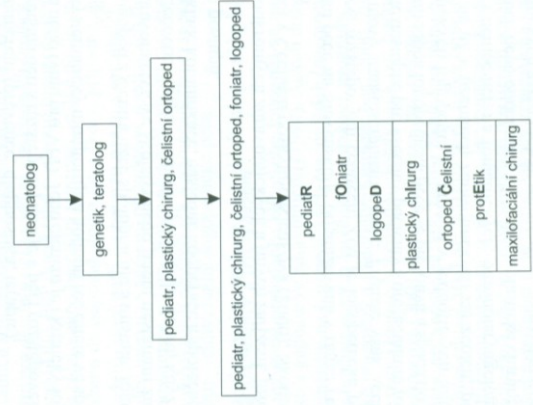 neonatolog
genetik, teratolog
pediatr, plastický chirurg, čelistní ortoped
pediatr, plastický chirurg, čelistní ortoped, foniatr, logoped
pediatR
fOniatr
logopeD
plastický chIrurg
ortoped Čelistní
protEtik
maxilofaciální chirurg